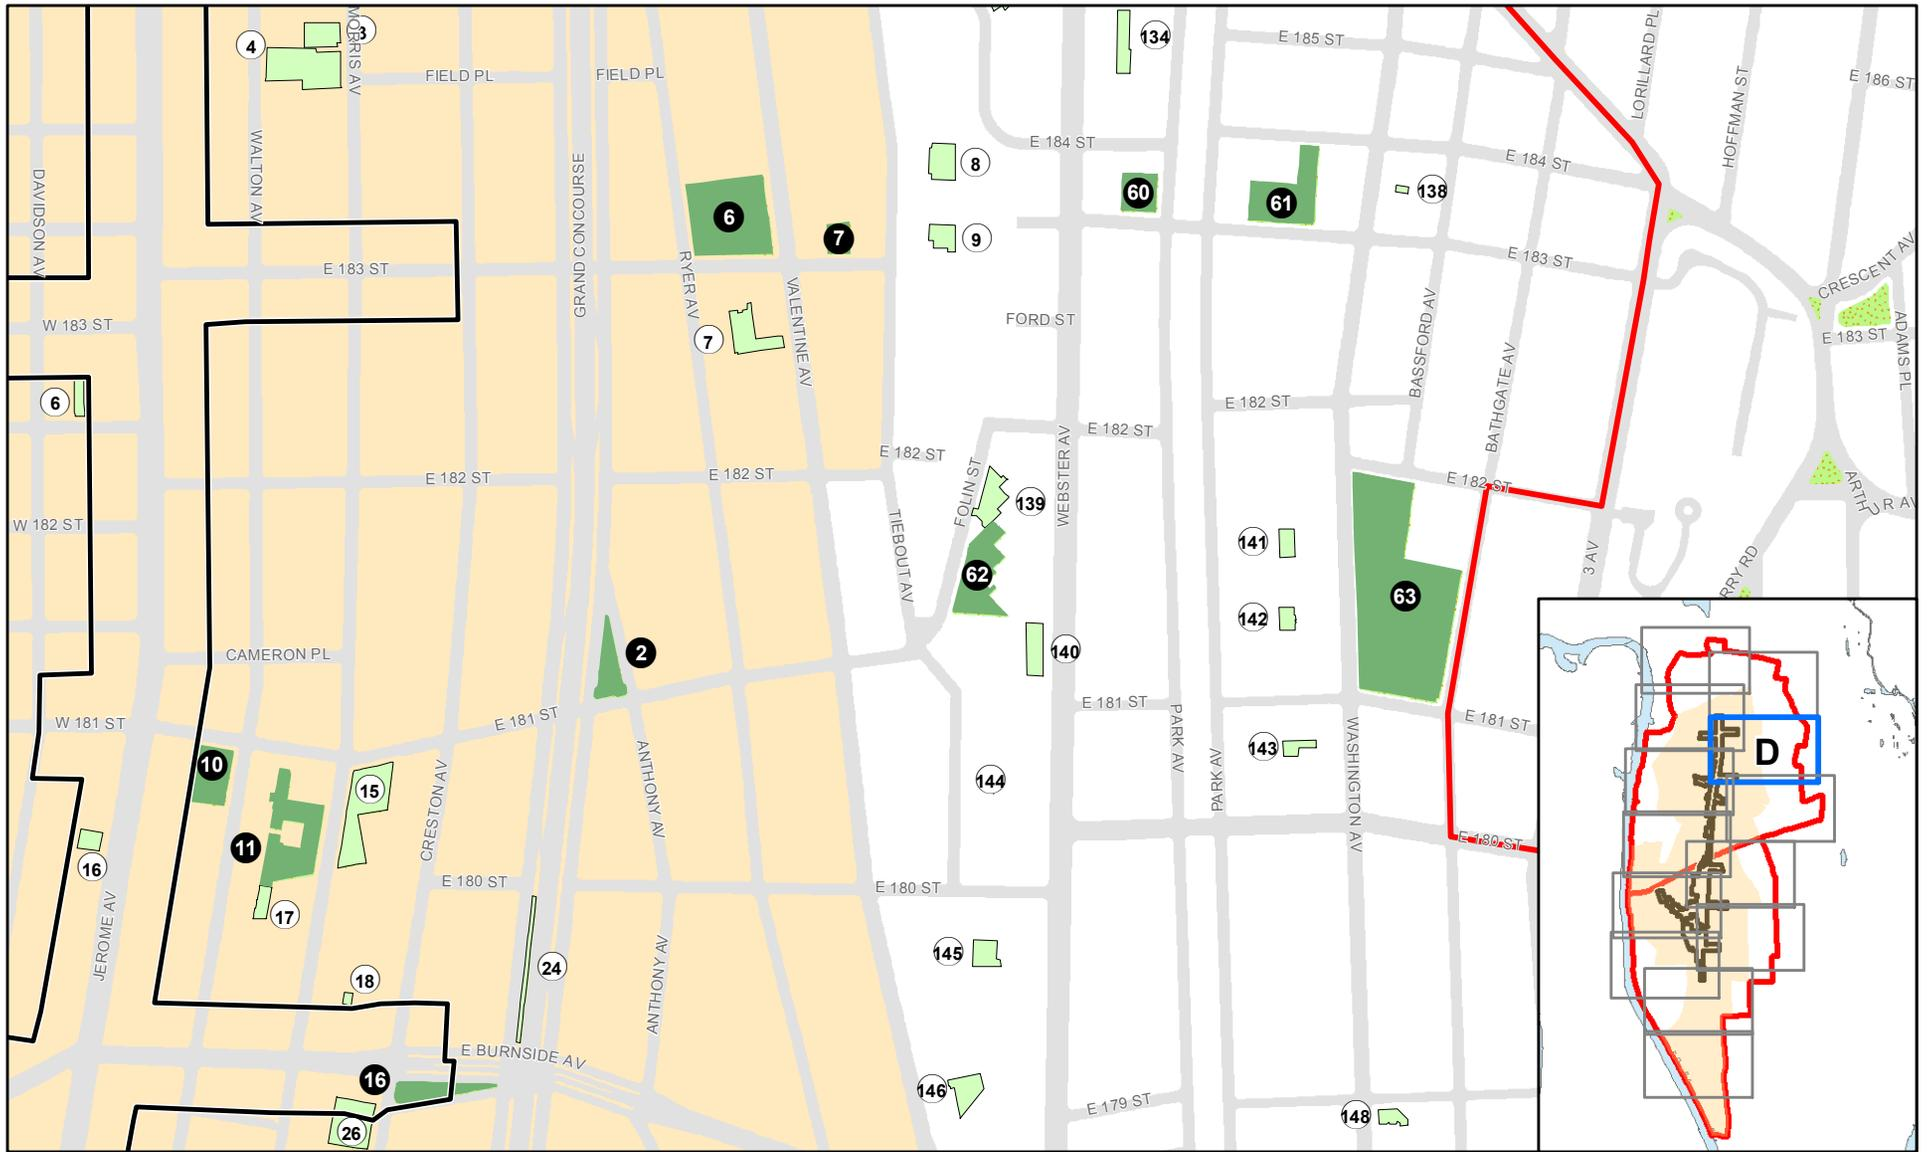 134
E 185 ST
LORILLARD PL
HOFFMAN ST
E 186 ST
4
3
MORRIS AV
FIELD PL
FIELD PL
WALTON AV
DAVIDSON AV
GRAND CONCOURSE
E 184 ST
E 184 ST
8
60
61
138
6
7
9
E 183 ST
E 183 ST
CRESCENT AV
RYER AV
VALENTINE AV
W 183 ST
7
FORD ST
BASSFORD AV
BATHGATE AV
E 183 ST
ADAMS PL
6
E 182 ST
E 182 ST
E 182 ST
E 182 ST
E 182 ST
E 182 ST
WEBSTER AV
FOLIN ST
139
W 182 ST
TIEBOUT AV
141
3 AV
ARTHUR AV
RRY RD
62
63
142
CAMERON PL
2
140
W 181 ST
E 181 ST
E 181 ST
E 181 ST
PARK AV
PARK AV
WASHINGTON AV
143
144
10
15
11
CRESTON AV
ANTHONY AV
D
16
E 180 ST
E 180 ST
E 180 ST
17
JEROME AV
24
18
145
ANTHONY AV
E BURNSIDE AV
16
26
146
E 179 ST
148